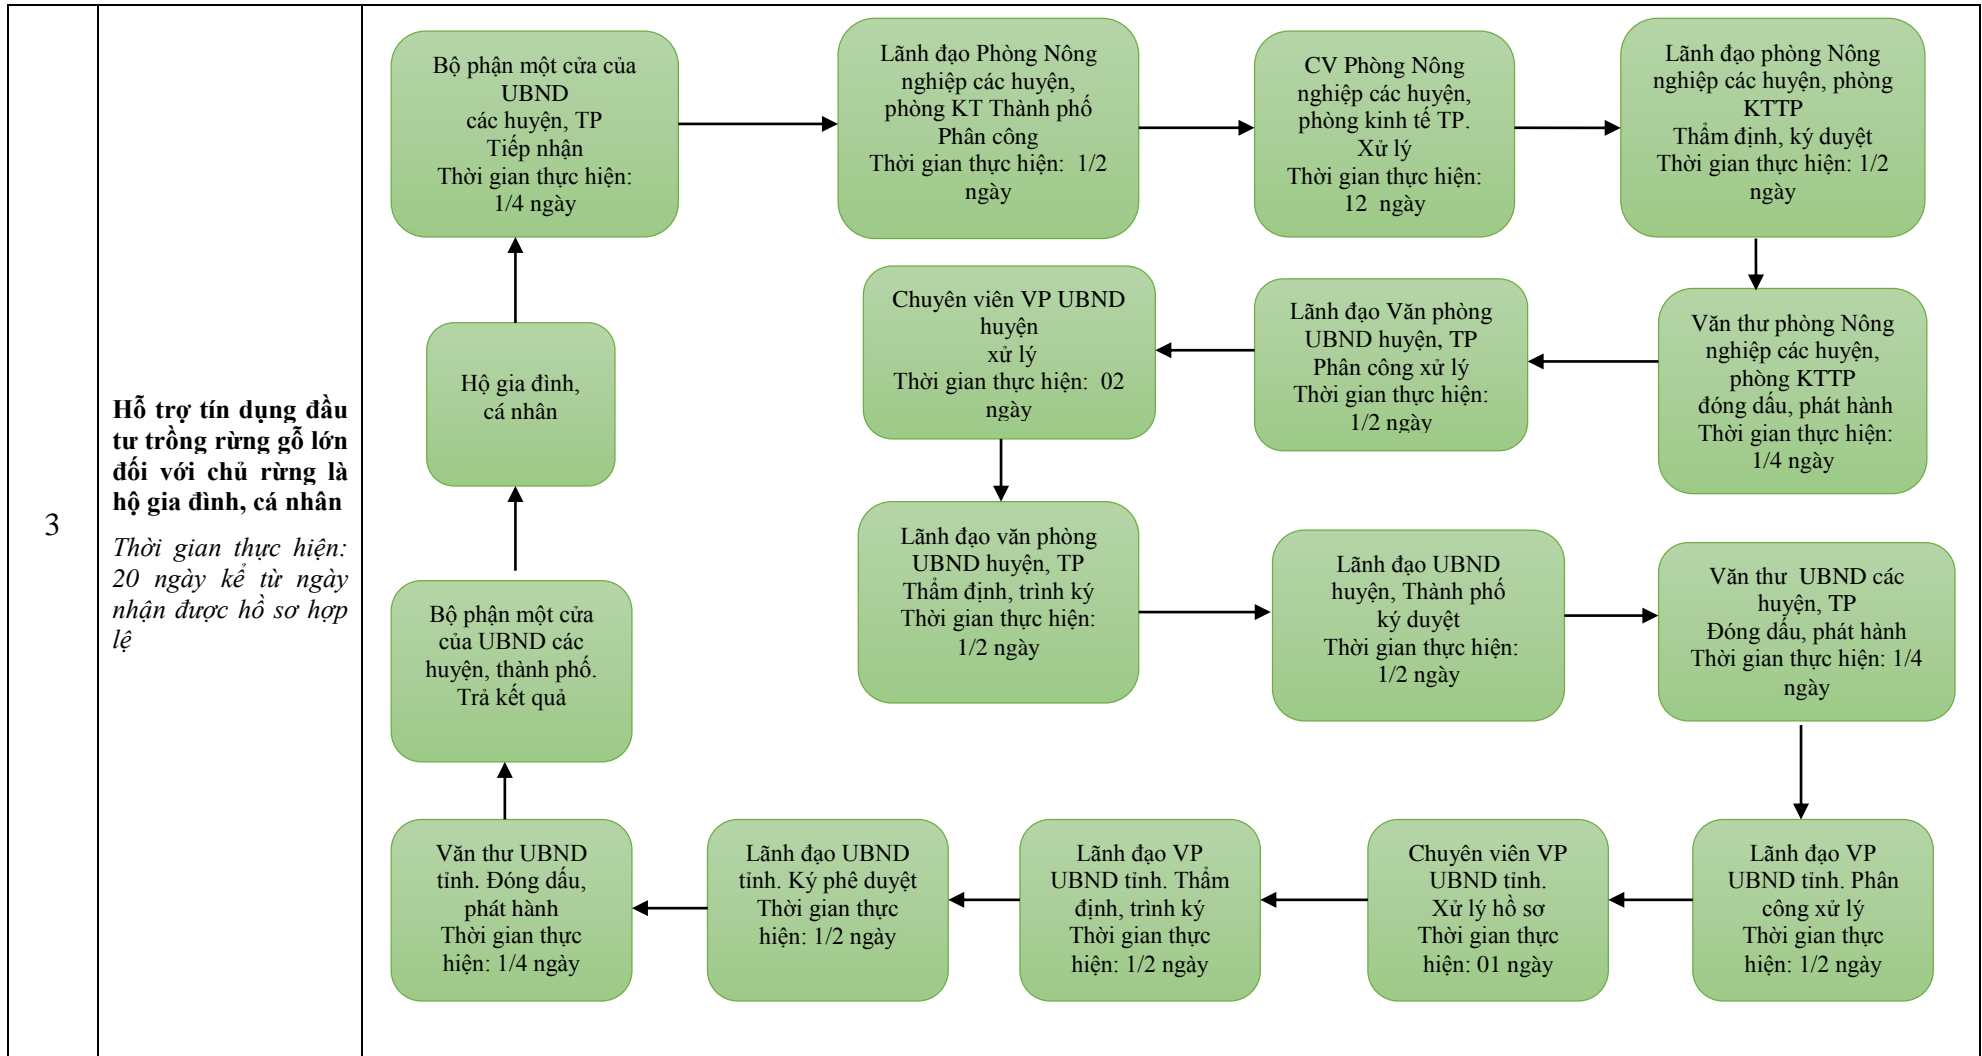 3
Hỗ trợ tín dụng đầu
tư trồng rừng gỗ lớn
đối với chủ rừng là
hộ gia đình, cá nhân
Thời gian thực hiện:
20 ngày kể từ ngày
nhận được hồ sơ hợp
lệ
Bộ phận một cửa của
UBND
các huyện, TP
Tiếp nhận
Thời gian thực hiện:
1/4 ngày
Lãnh đạo Phòng Nông
nghiệp các huyện,
phòng KT Thành phố
Phân công
Thời gian thực hiện: 1/2
ngày
CV Phòng Nông
nghiệp các huyện,
phòng kinh tế TP.
Xử lý
Thời gian thực hiện:
12 ngày
Lãnh đạo phòng Nông
nghiệp các huyện, phòng
KTTP
Thẩm định, ký duyệt
Thời gian thực hiện: 1/2
ngày
Văn thư phòng Nông
nghiệp các huyện,
phòng KTTP
đóng dấu, phát hành
Thời gian thực hiện:
1/4 ngày
Lãnh đạo Văn phòng
UBND huyện, TP
Phân công xử lý
Thời gian thực hiện:
1/2 ngày
Chuyên viên VP UBND
huyện
xử lý
Thời gian thực hiện: 02
ngày
Lãnh đạo văn phòng
UBND huyện, TP
Thẩm định, trình ký
Thời gian thực hiện:
1/2 ngày
Lãnh đạo UBND
huyện, Thành phố
ký duyệt
Thời gian thực hiện:
1/2 ngày
Văn thư UBND các
huyện, TP
Đóng dấu, phát hành
Thời gian thực hiện: 1/4
ngày
Lãnh đạo VP
UBND tỉnh. Phân
công xử lý
Thời gian thực
hiện: 1/2 ngày
Chuyên viên VP
UBND tỉnh.
Xử lý hồ sơ
Thời gian thực
hiện: 01 ngày
Lãnh đạo VP
UBND tỉnh. Thẩm
định, trình ký
Thời gian thực
hiện: 1/2 ngày
Lãnh đạo UBND
tỉnh. Ký phê duyệt
Thời gian thực
hiện: 1/2 ngày
Văn thư UBND
tỉnh. Đóng dấu,
phát hành
Thời gian thực
hiện: 1/4 ngày
Bộ phận một cửa
của UBND các
huyện, thành phố.
Trả kết quả
Hộ gia đình,
cá nhân